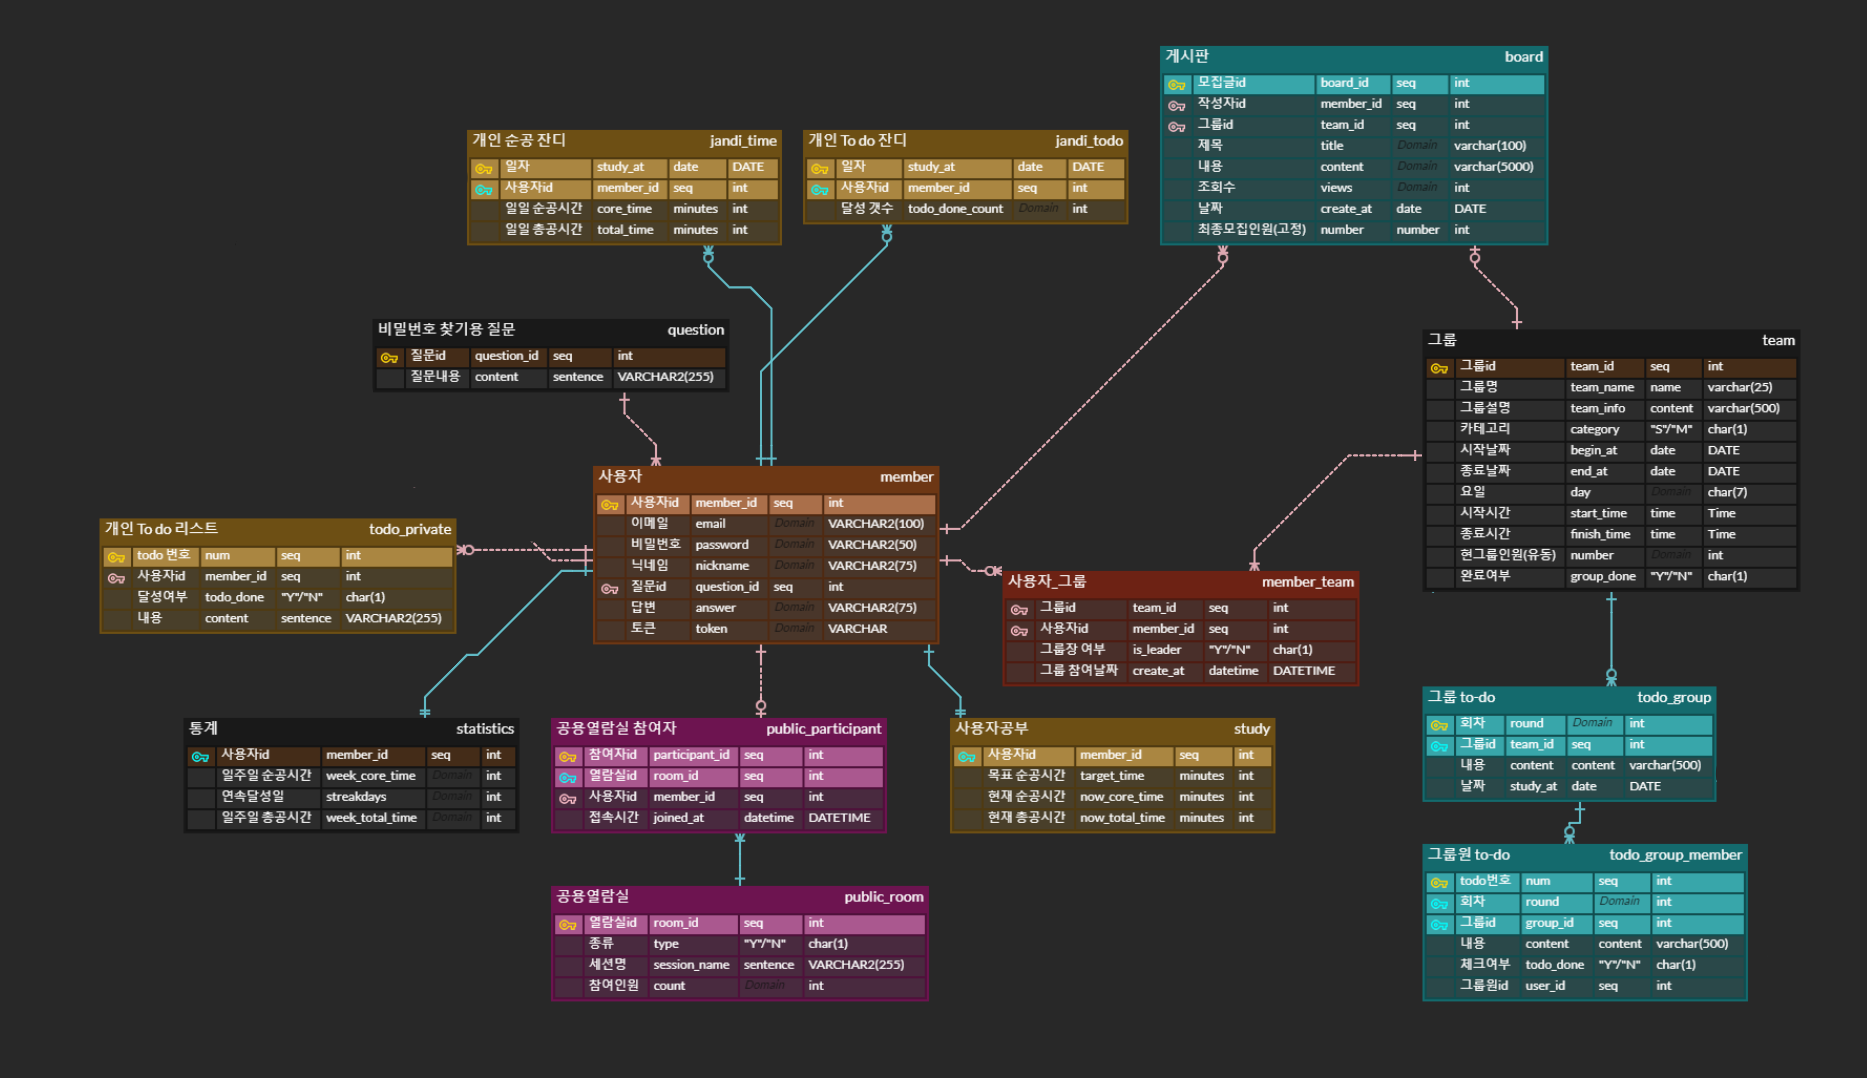 게시판 board
모집글id board_id seq int
작성자id member_id seq int
그룹id team_id seq int
제목 title Domain varchar(100)
내용 content Domain varchar(5000)
조회수 views Domain int
날짜 create_at date DATE
최종모집인원(고정) number number int
개인 순공 잔디 jandi_time
일자 study_at date DATE
사용자id member_id seq int
일일 순공시간 core_time minutes int
일일 총공시간 total_time minutes int
개인 To do 잔디 jandi_todo
일자 study_at date DATE
사용자id member_id seq int
달성 갯수 todo_done_count Domain int
비밀번호 찾기용 질문 question
질문id question_id seq int
질문내용 content sentence VARCHAR2(255)
그룹 team
그룹id team_id seq int
그룹명 team_name name varchar(25)
그룹설명 team_info content varchar(500)
카테고리 category "S"/"M" char(1)
시작날짜 begin_at date DATE
종료날짜 end_at date DATE
요일 day Domain char(7)
시작시간 start_time time Time
종료시간 finish_time time Time
현그룹인원(유동) number Domain int
완료여부 group_done "Y"/"N" char(1)
사용자 member
사용자id member_id seq int
이메일 email Domain VARCHAR2(100)
비밀번호 password Domain VARCHAR2(50)
닉네임 nickname Domain VARCHAR2(75)
질문id question_id seq int
답변 answer Domain VARCHAR2(75)
토큰 token Domain VARCHAR
개인 To do 리스트 todo_private
todo 번호 num seq int
사용자id member_id seq int
달성여부 todo_done "Y"/"N" char(1)
내용 content sentence VARCHAR2(255)
사용자_그룹 member_team
그룹id team_id seq int
사용자id member_id seq int
그룹장 여부 is_leader "Y"/"N" char(1)
그룹 참여날짜 create_at datetime DATETIME
통계 statistics
사용자id member_id seq int
일주일 순공시간 week_core_time Domain int
연속달성일 streakdays Domain int
일주일 총공시간 week_total_time Domain int
공용열람실 참여자 public_participant
참여자id participant_id seq int
열람실id room_id seq int
사용자id member_id seq int
접속시간 joined_at datetime DATETIME
사용자공부 study
사용자id member_id seq int
목표 순공시간 target_time minutes int
현재 순공시간 now_core_time minutes int
현재 총공시간 now_total_time minutes int
그룹 to-do todo_group
회차 round Domain int
그룹id team_id seq int
내용 content content varchar(500)
날짜 study_at date DATE
공용열람실 public_room
열람실id room_id seq int
종류 type "Y"/"N" char(1)
세션명 session_name sentence VARCHAR2(255)
참여인원 count Domain int
그룹원 to-do todo_group_member
todo번호 num seq int
회차 round Domain int
그룹id group_id seq int
내용 content content varchar(500)
체크여부 todo_done "Y"/"N" char(1)
그룹원id user_id seq int